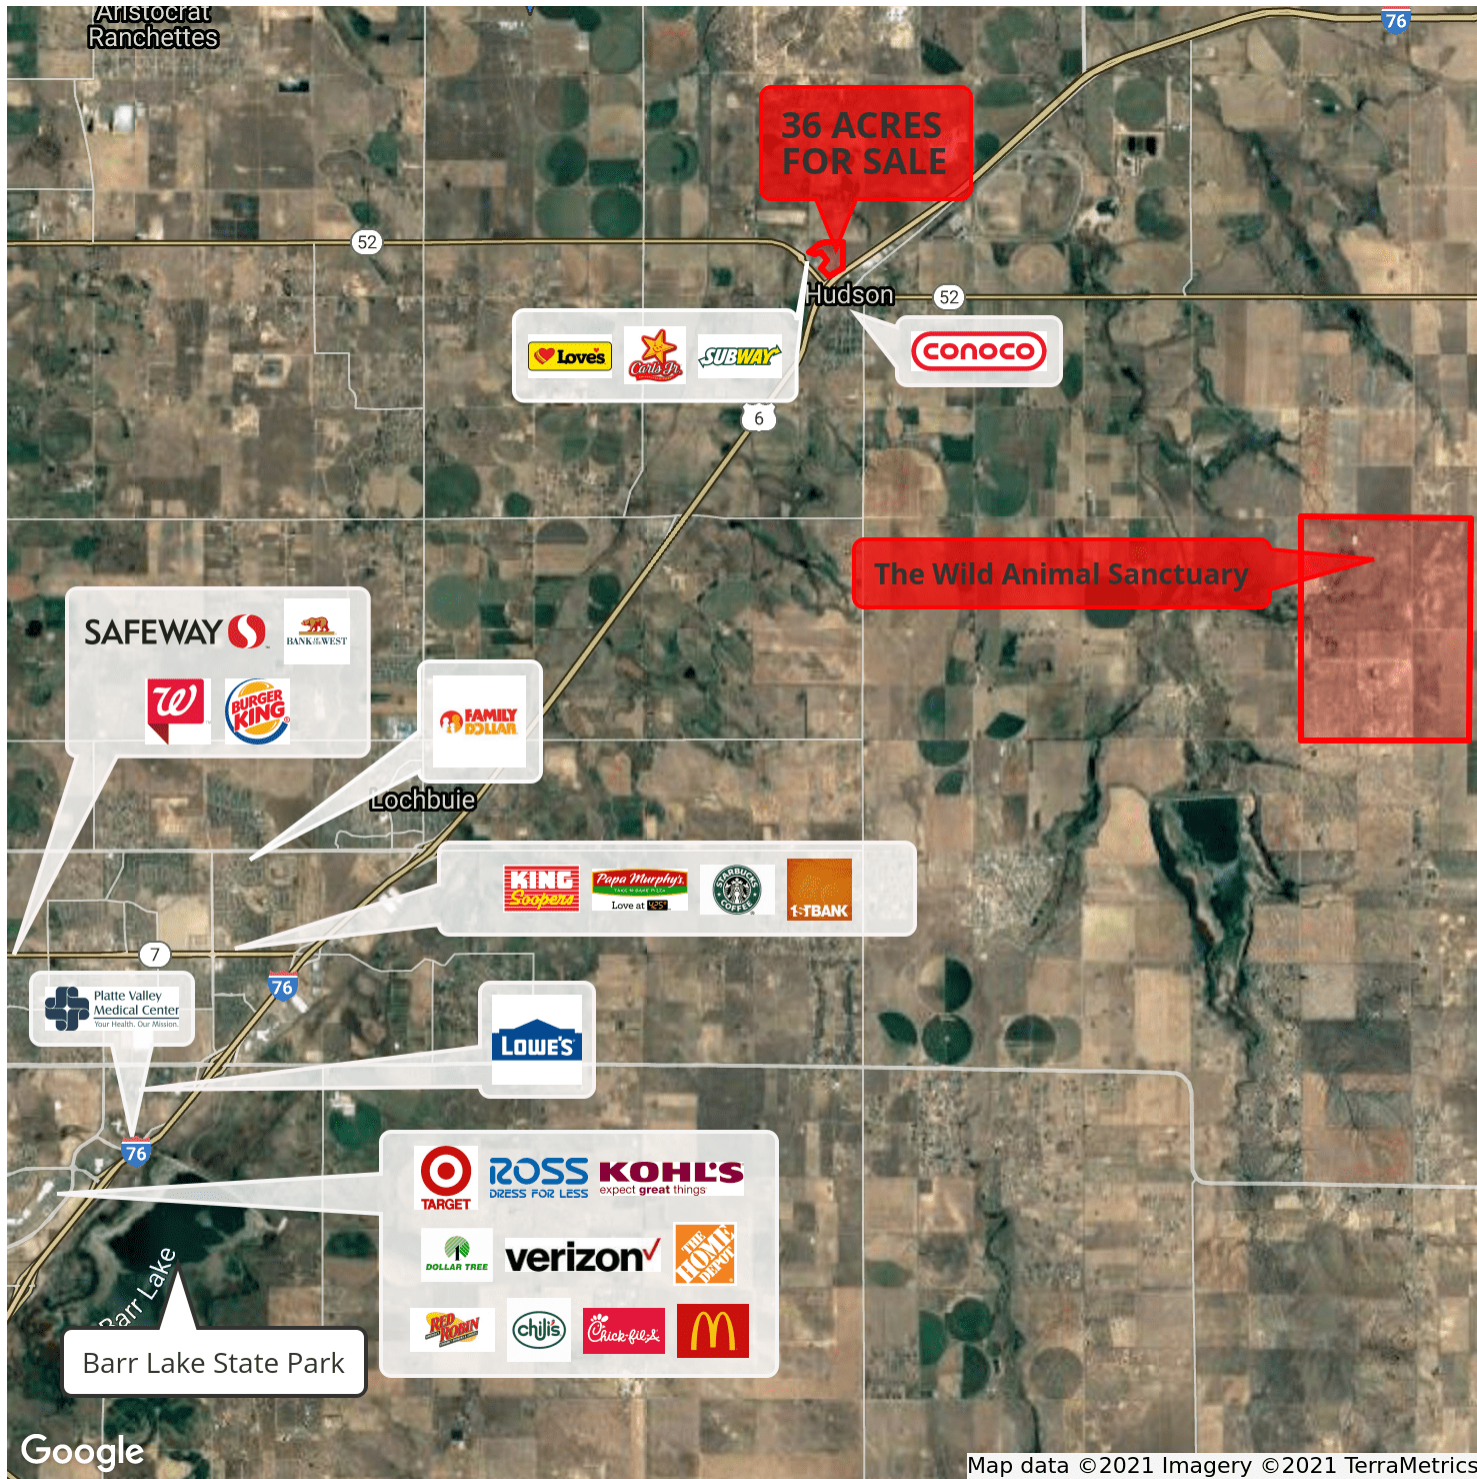 Aristocrat
Ranchettes
76
36 ACRES
FOR SALE
52
Hudson
52
Love's
Carl's Jr.
SUBWAY
CONOCO
6
The Wild Animal Sanctuary
SAFEWAY
BANK OF THE WEST
W
BURGER
KING
FAMILY
DOLLAR
Lochbuie
KING
Soopers
Papa Murphy's
TAKE 'N' BAKE PIZZA
Love at 425°
STARBUCKS
COFFEE
1STBANK
7
76
Platte Valley
Medical Center
Your Health. Our Mission.
LOWE'S
76
TARGET
ROSS
DRESS FOR LESS
KOHL'S
expect great things
DOLLAR TREE
verizon
THE
HOME
DEPOT
Barr Lake
RED
ROBIN
chili's
Chick-fil-A
M
Barr Lake State Park
Google
Map data ©2021 Imagery ©2021 TerraMetrics